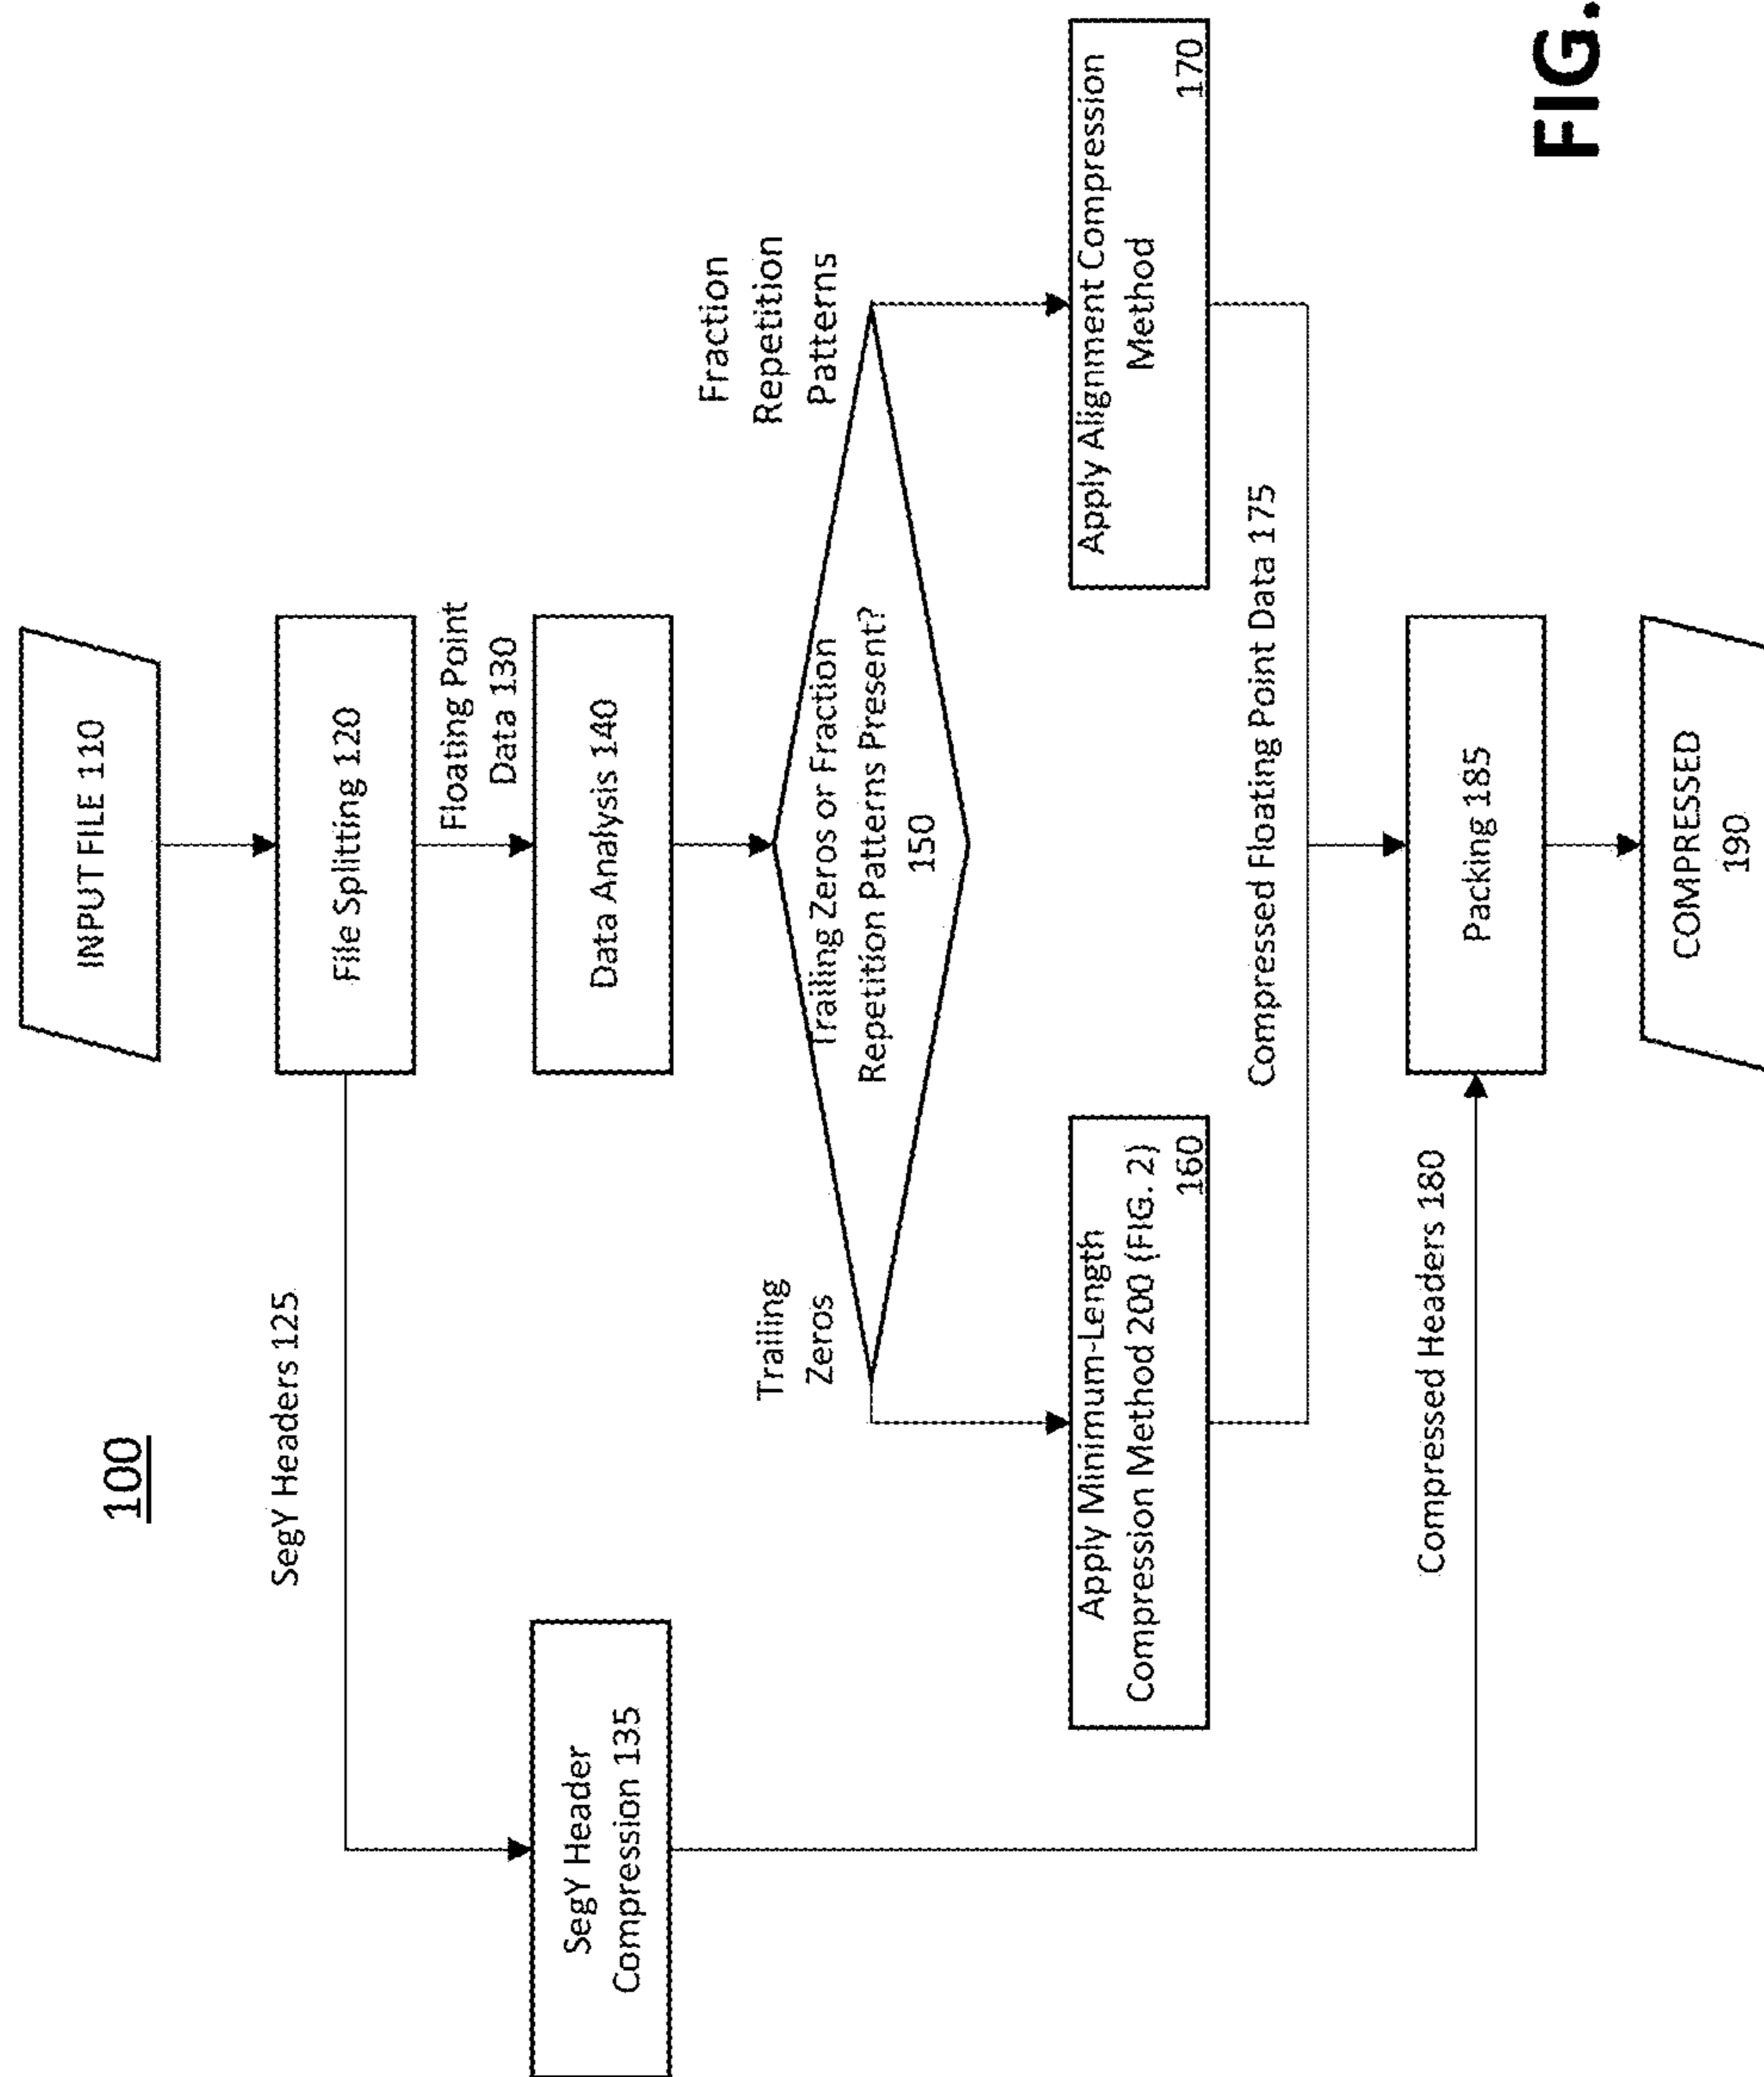 100
INPUT FILE 110
File Splitting 120
SegY Headers 125
Floating Point
Data 130
SegY Header
Compression 135
Data Analysis 140
Trailing Zeros or Fraction
Repetition Patterns Present?
150
Trailing
Zeros
Fraction
Repetition
Patterns
Apply Minimum-Length
Compression Method 200 (FIG. 2)
160
Apply Alignment Compression
Method
170
Compressed Floating Point Data 175
Compressed Headers 180
Packing 185
COMPRESSED
190
FIG.